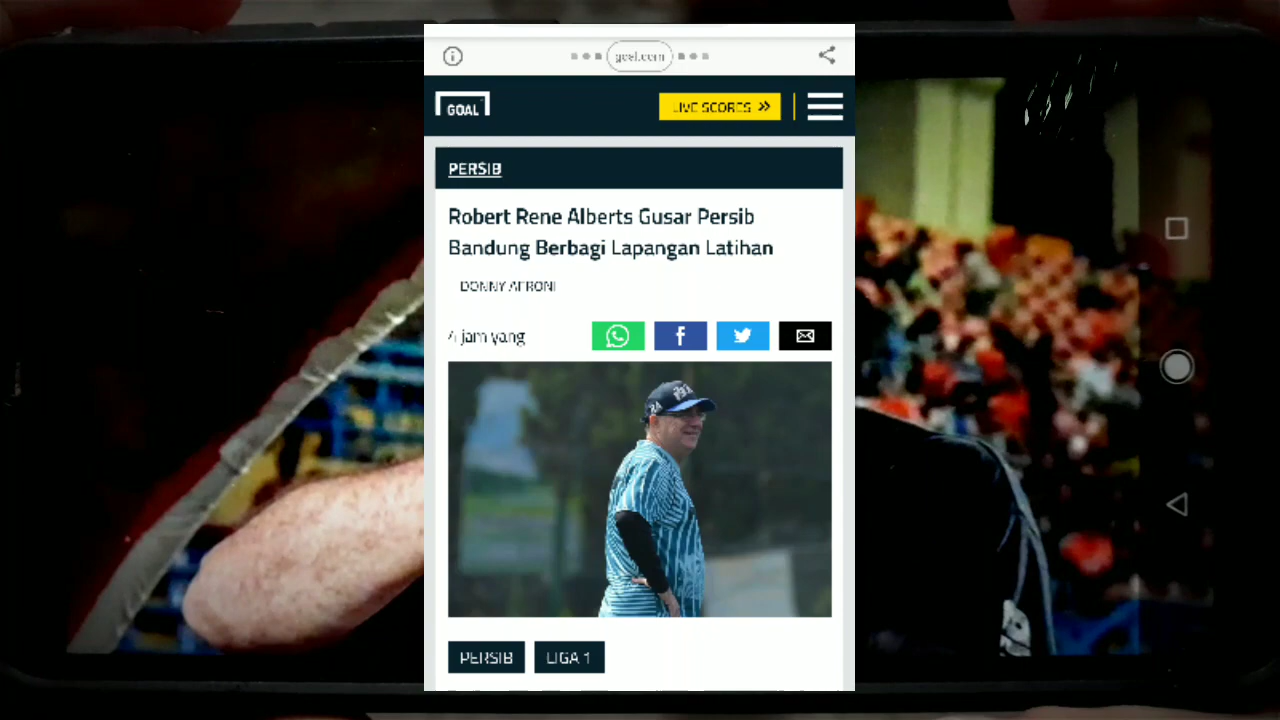 goal.com
GOAL
LIVE SCORES
PERSIB
Robert Rene Alberts Gusar Persib
Bandung Berbagi Lapangan Latihan
DONNY AFRONI
4 jam yang
PERSIB
LIGA 1